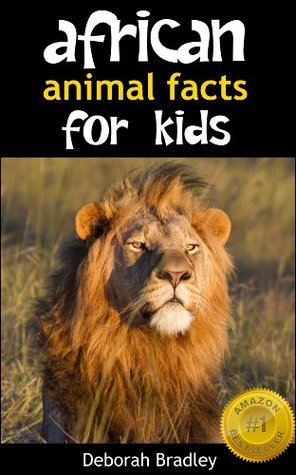 african
animal facts
for kids
AMAZON
#1
BESTSELLER
Deborah Bradley